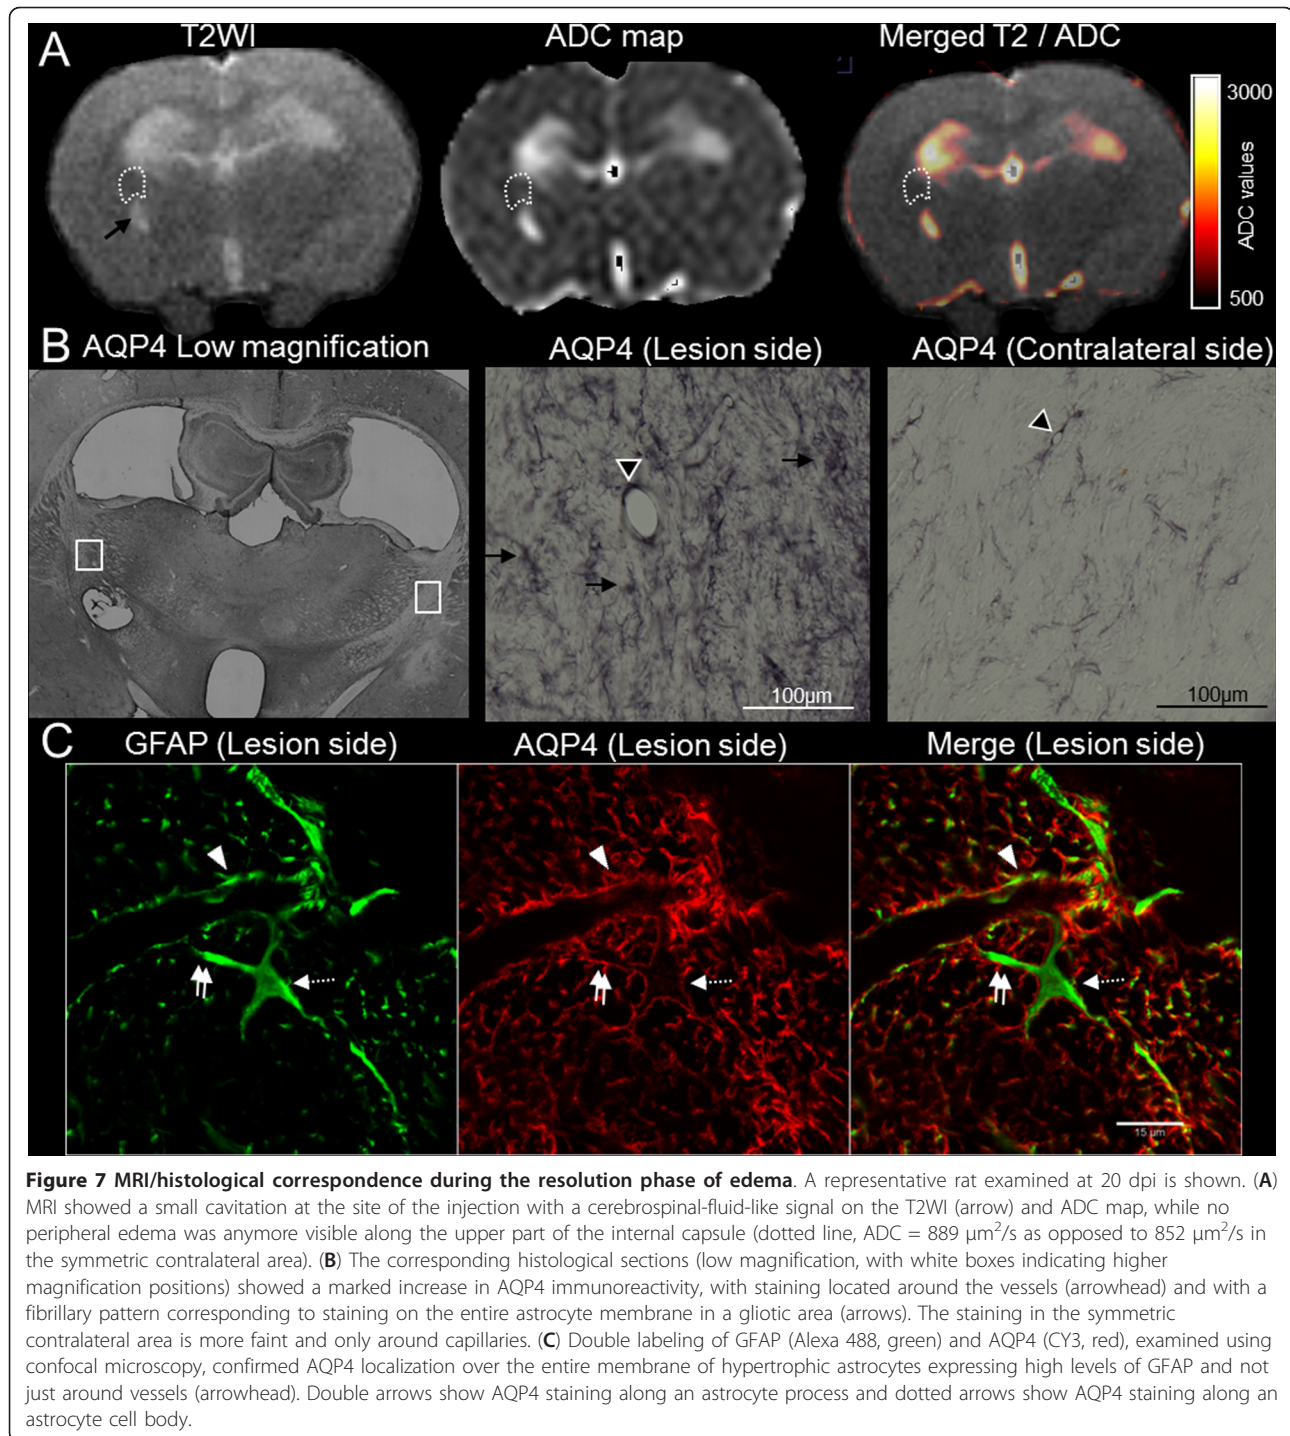 A
T2WI
ADC map
Merged T2 / ADC
3000
ADC values
500
B
AQP4 Low magnification
AQP4 (Lesion side)
AQP4 (Contralateral side)
100µm
100µm
C
GFAP (Lesion side)
AQP4 (Lesion side)
Merge (Lesion side)
15 µm
Figure 7 MRI/histological correspondence during the resolution phase of edema. A representative rat examined at 20 dpi is shown. (A)
MRI showed a small cavitation at the site of the injection with a cerebrospinal-fluid-like signal on the T2WI (arrow) and ADC map, while no
peripheral edema was anymore visible along the upper part of the internal capsule (dotted line, ADC = 889 µm²/s as opposed to 852 µm²/s in
the symmetric contralateral area). (B) The corresponding histological sections (low magnification, with white boxes indicating higher
magnification positions) showed a marked increase in AQP4 immunoreactivity, with staining located around the vessels (arrowhead) and with a
fibrillary pattern corresponding to staining on the entire astrocyte membrane in a gliotic area (arrows). The staining in the symmetric
contralateral area is more faint and only around capillaries. (C) Double labeling of GFAP (Alexa 488, green) and AQP4 (CY3, red), examined using
confocal microscopy, confirmed AQP4 localization over the entire membrane of hypertrophic astrocytes expressing high levels of GFAP and not
just around vessels (arrowhead). Double arrows show AQP4 staining along an astrocyte process and dotted arrows show AQP4 staining along an
astrocyte cell body.